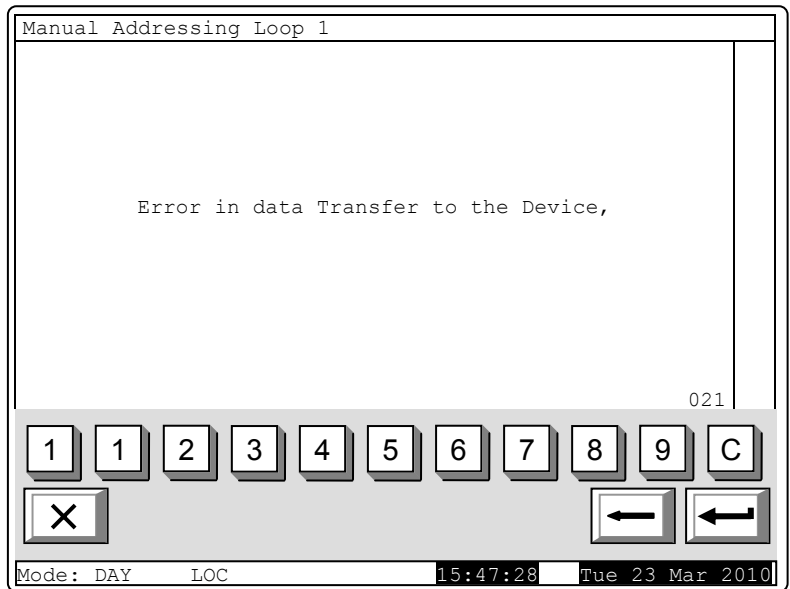 Manual Addressing Loop 1
Error in data Transfer to the Device,
021
1 1 2 3 4 5 6 7 8 9 C
Mode: DAY LOC 15:47:28 Tue 23 Mar 2010